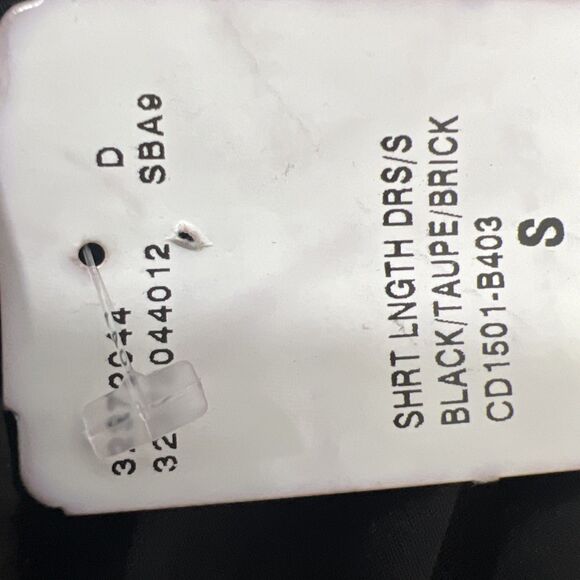 D
SBA9
044012
SHRT LNGTH DRS/S
BLACK/TAUPE/BRICK
CD1501-B403
S